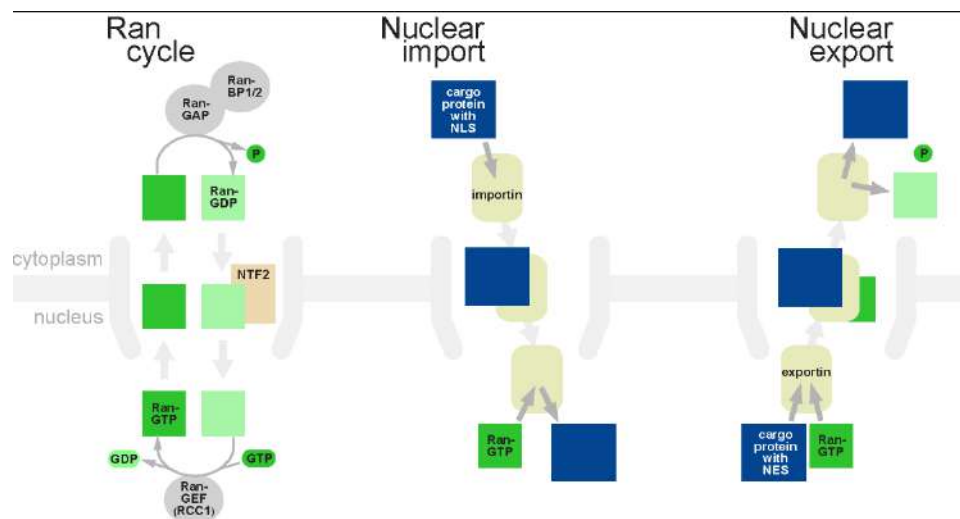 Ran
cycle
Nuclear
import
Nuclear
export
Ran-
BP1/2
Ran-
GAP
P
Ran-
GDP
NTF2
Ran-
GTP
GDP
GTP
Ran-
GEF
(RCC1)
cytoplasm
nucleus
cargo
protein
with
NLS
importin
Ran-
GTP
P
exportin
cargo
protein
with
NES
Ran-
GTP